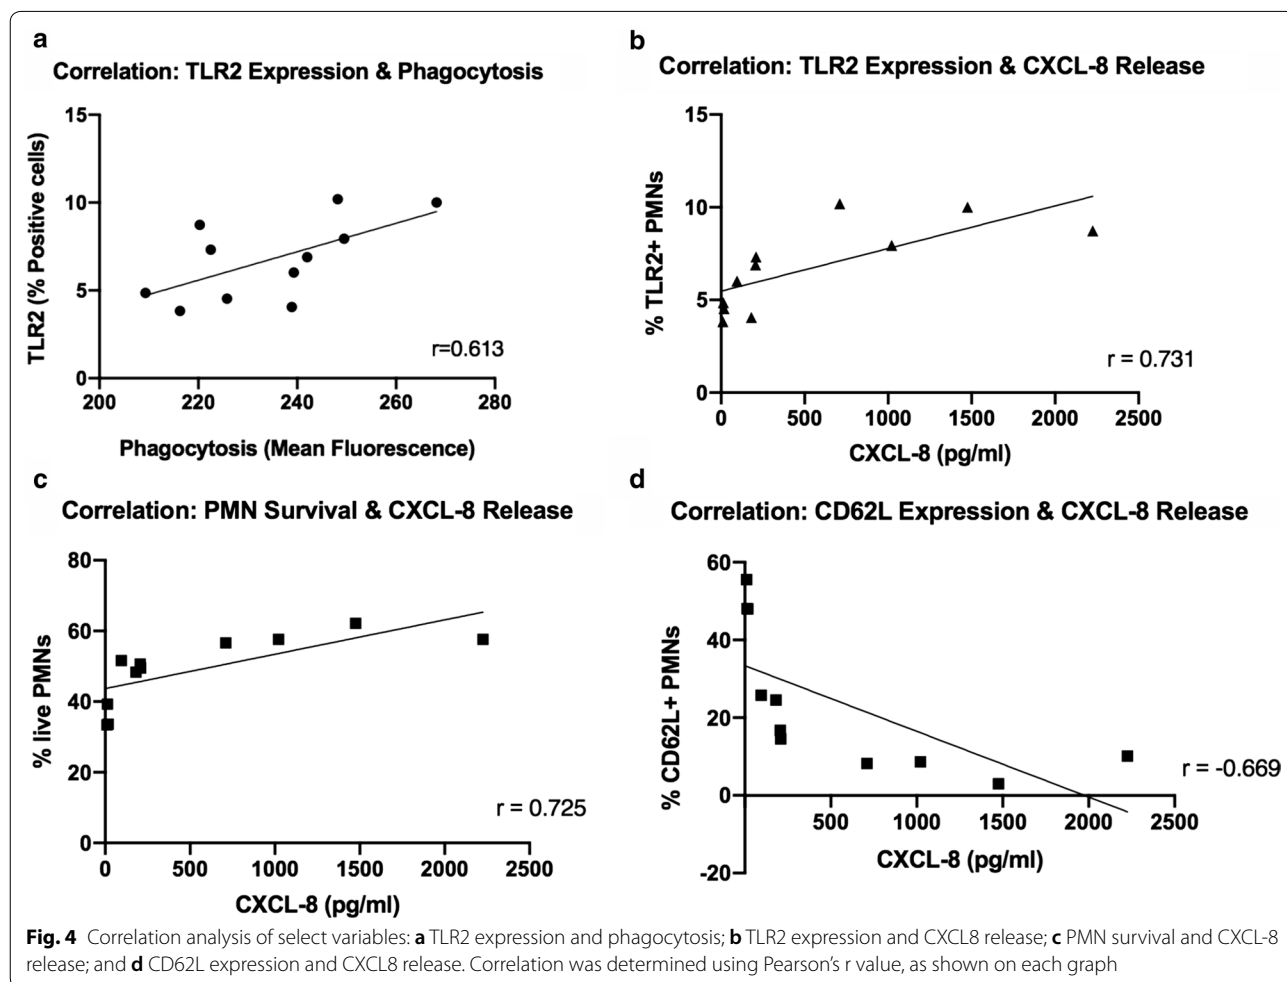 a
Correlation: TLR2 Expression & Phagocytosis
TLR2 (% Positive cells)
15
10
5
0
200 220 240 260 280
r=0.613
Phagocytosis (Mean Fluorescence)
b
Correlation: TLR2 Expression & CXCL-8 Release
% TLR2+ PMNs
15
10
5
0
0 500 1000 1500 2000 2500
r = 0.731
CXCL-8 (pg/ml)
c
Correlation: PMN Survival & CXCL-8 Release
% live PMNs
80
60
40
20
0
0 500 1000 1500 2000 2500
r = 0.725
CXCL-8 (pg/ml)
d
Correlation: CD62L Expression & CXCL-8 Release
% CD62L+ PMNs
60
40
20
0
-20
500 1000 1500 2000 2500
r = -0.669
CXCL-8 (pg/ml)
Fig. 4 Correlation analysis of select variables: a TLR2 expression and phagocytosis; b TLR2 expression and CXCL8 release; c PMN survival and CXCL-8
release; and d CD62L expression and CXCL8 release. Correlation was determined using Pearson's r value, as shown on each graph